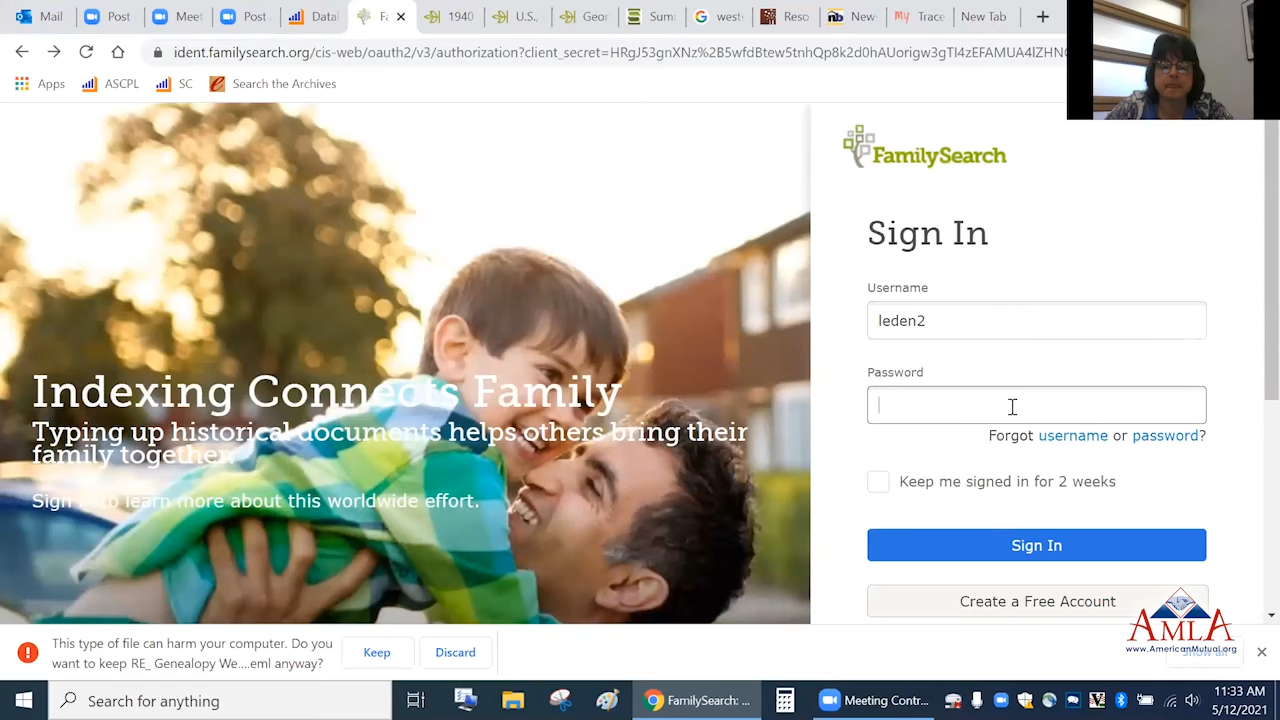 Mail
Post
Meet
Post
Data
Fa
1940
U.S.,
Geor
Sum
west
Reso
New
Trace
New Tab
ident.familysearch.org/cis-web/oauth2/v3/authorization?client_secret=
Apps
ASCPL
SC
Search the Archives
FamilySearch
Sign In
Username
leden2
Password
Forgot username or password?
Keep me signed in for 2 weeks
Sign In
Create a Free Account
Indexing Connects Family
Typing up historical documents helps others bring their
family together.
Sign in to learn more about this worldwide effort.
AMLA
www.AmericanMutual.org
Show all
This type of file can harm your computer. Do you
want to keep RE_ Genealopy We....eml anyway?
Keep
Discard
Search for anything
FamilySearch: ...
Meeting Contr...
11:33 AM
5/12/2021